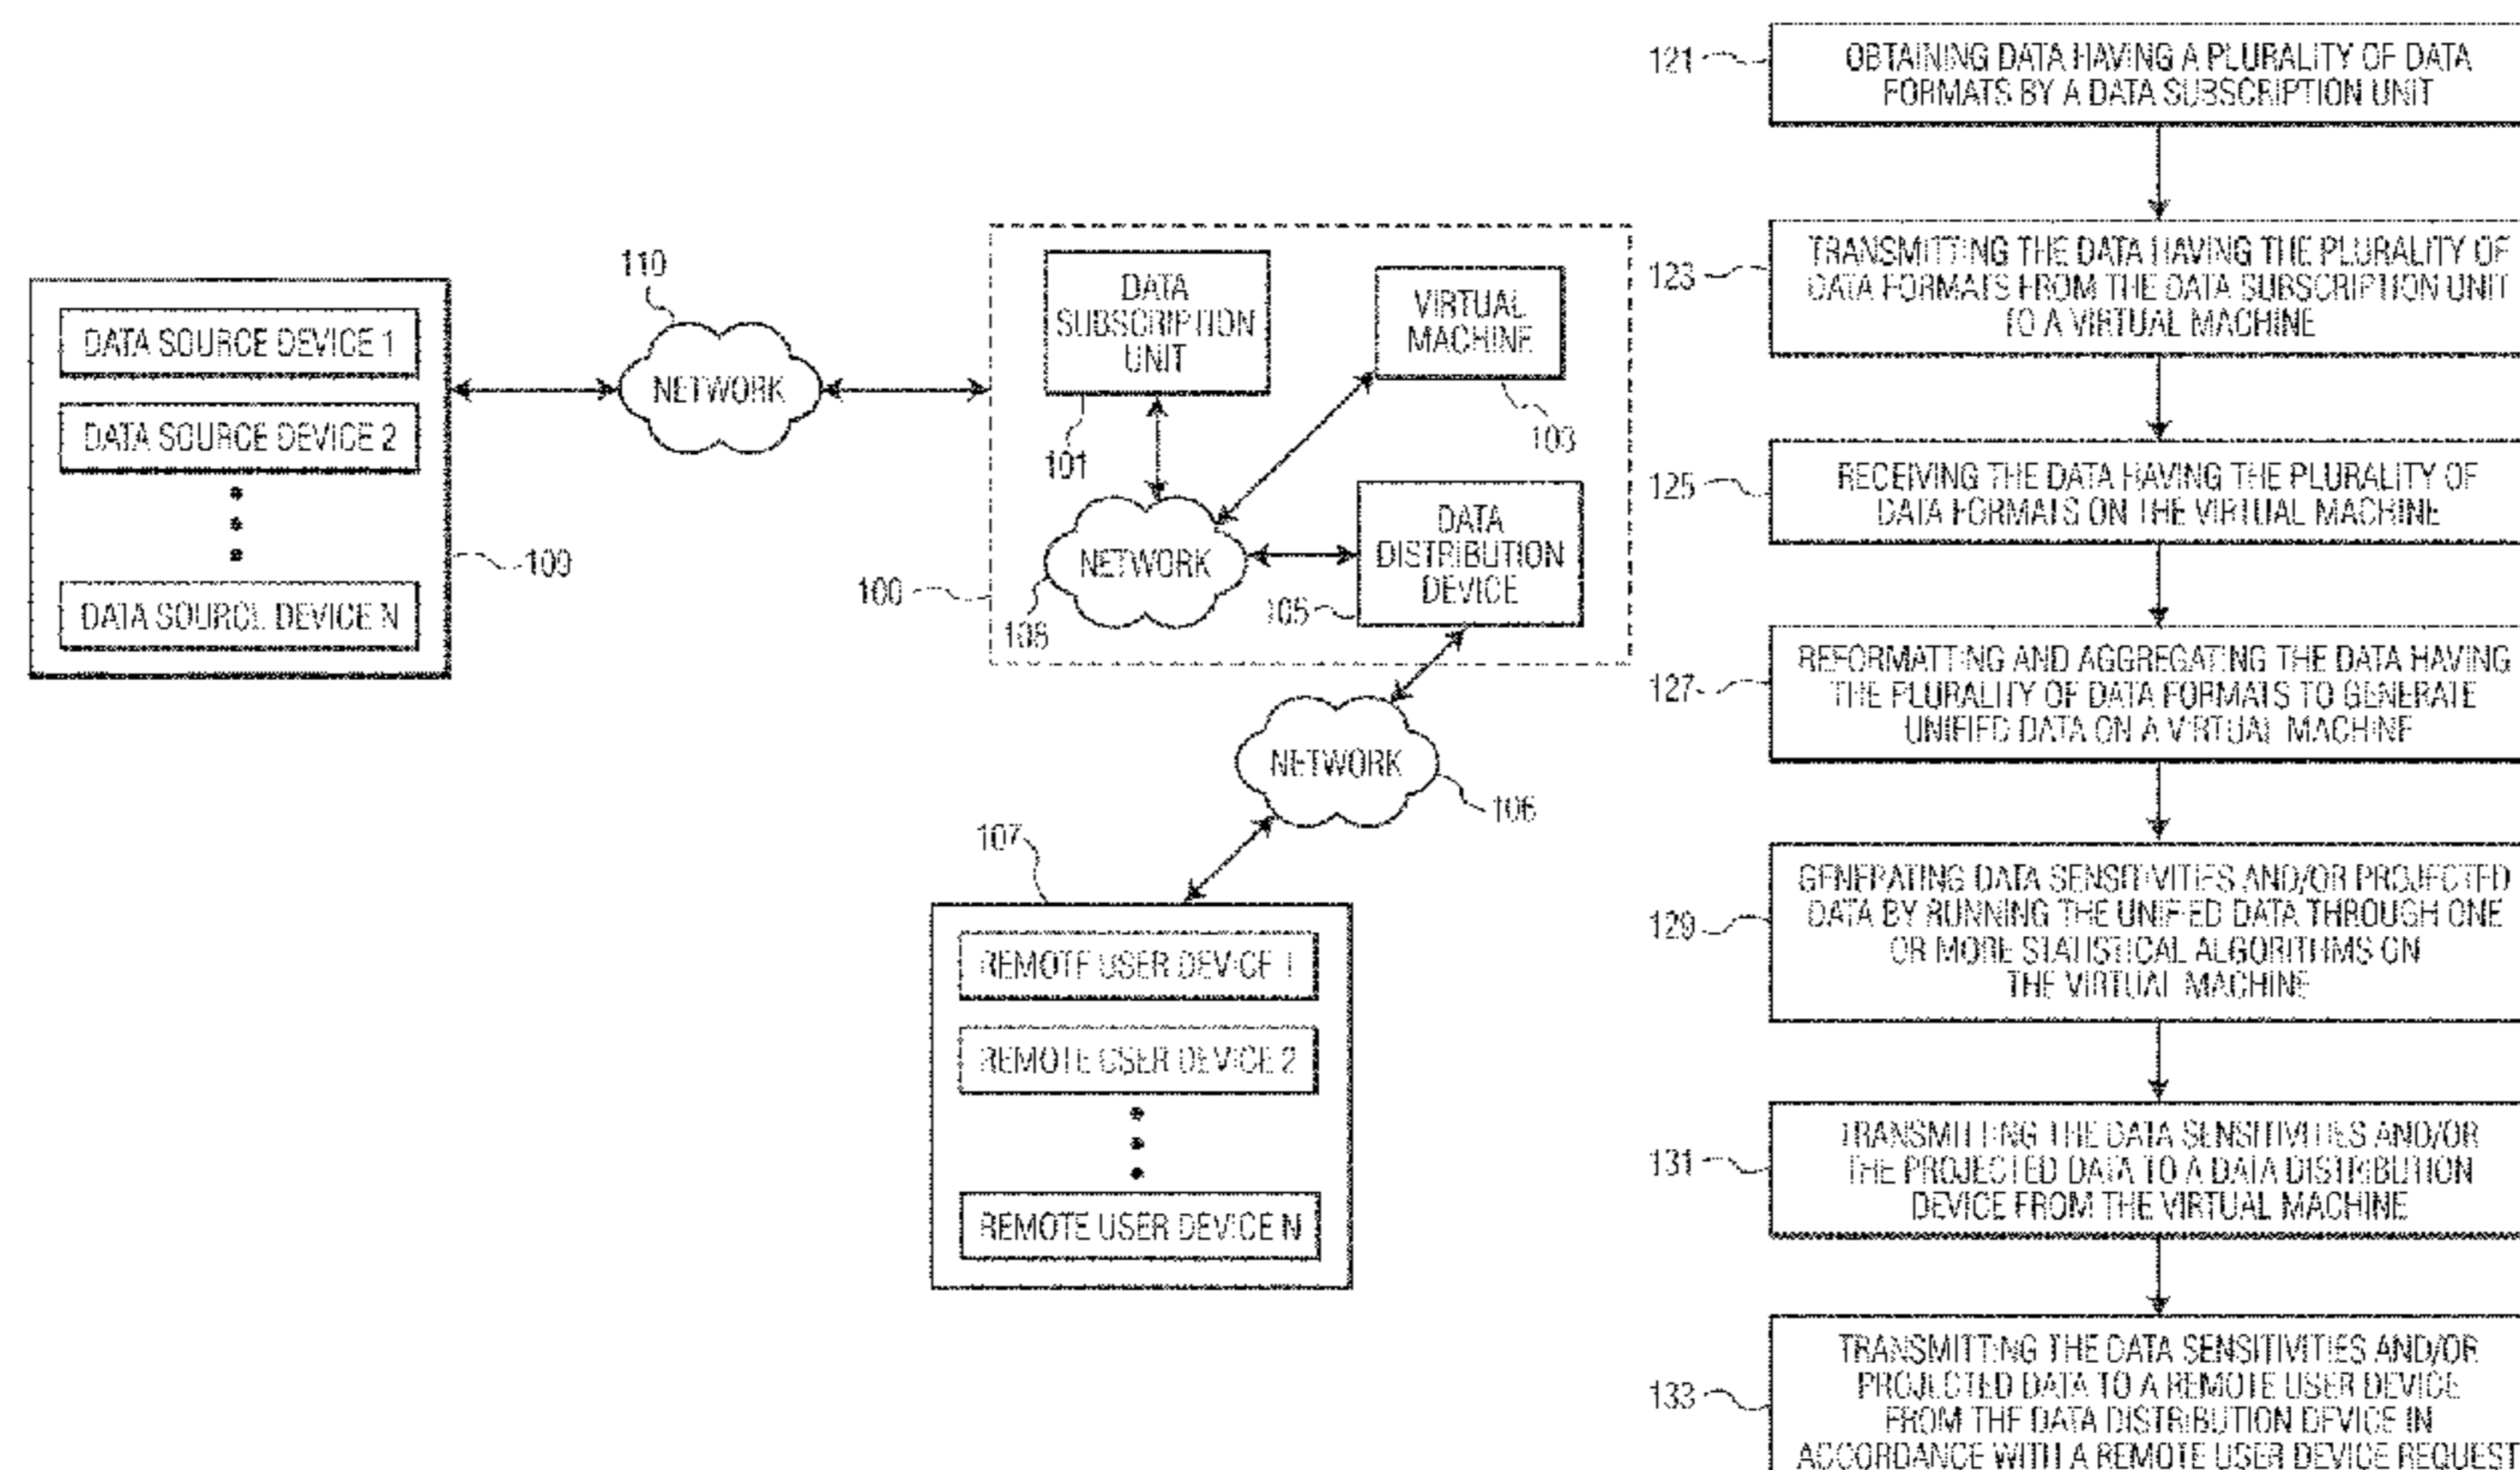 110
DATA SOURCE DEVICE 1
DATA SOURCE DEVICE 2
DATA SOURCE DEVICE N
109
NETWORK
DATA
SUBSCRIPTION
UNIT
101
VIRTUAL
MACHINE
103
NETWORK
108
DATA
DISTRIBUTION
DEVICE
105
100
NETWORK
106
107
REMOTE USER DEVICE 1
REMOTE USER DEVICE 2
REMOTE USER DEVICE N
121
OBTAINING DATA HAVING A PLURALITY OF DATA
FORMATS BY A DATA SUBSCRIPTION UNIT
123
TRANSMITTING THE DATA HAVING THE PLURALITY OF
DATA FORMATS FROM THE DATA SUBSCRIPTION UNIT
TO A VIRTUAL MACHINE
125
RECEIVING THE DATA HAVING THE PLURALITY OF
DATA FORMATS ON THE VIRTUAL MACHINE
127
REFORMATTING AND AGGREGATING THE DATA HAVING
THE PLURALITY OF DATA FORMATS TO GENERATE
UNIFIED DATA ON A VIRTUAL MACHINE
129
GENERATING DATA SENSITIVITIES AND/OR PROJECTED
DATA BY RUNNING THE UNIFIED DATA THROUGH ONE
OR MORE STATISTICAL ALGORITHMS ON
THE VIRTUAL MACHINE
131
TRANSMITTING THE DATA SENSITIVITIES AND/OR
THE PROJECTED DATA TO A DATA DISTRIBUTION
DEVICE FROM THE VIRTUAL MACHINE
133
TRANSMITTING THE DATA SENSITIVITIES AND/OR
PROJECTED DATA TO A REMOTE USER DEVICE
FROM THE DATA DISTRIBUTION DEVICE IN
ACCORDANCE WITH A REMOTE USER DEVICE REQUEST